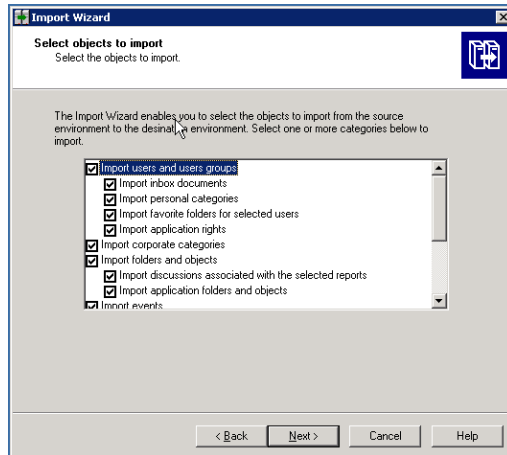 Import Wizard
Select objects to import
Select the objects to import.
The Import Wizard enables you to select the objects to import from the source
environment to the desination environment. Select one or more categories below to
import.
Import users and users groups
Import inbox documents
Import personal categories
Import favorite folders for selected users
Import application rights
Import corporate categories
Import folders and objects
Import discussions associated with the selected reports
Import application folders and objects
Import events
< Back
Next >
Cancel
Help